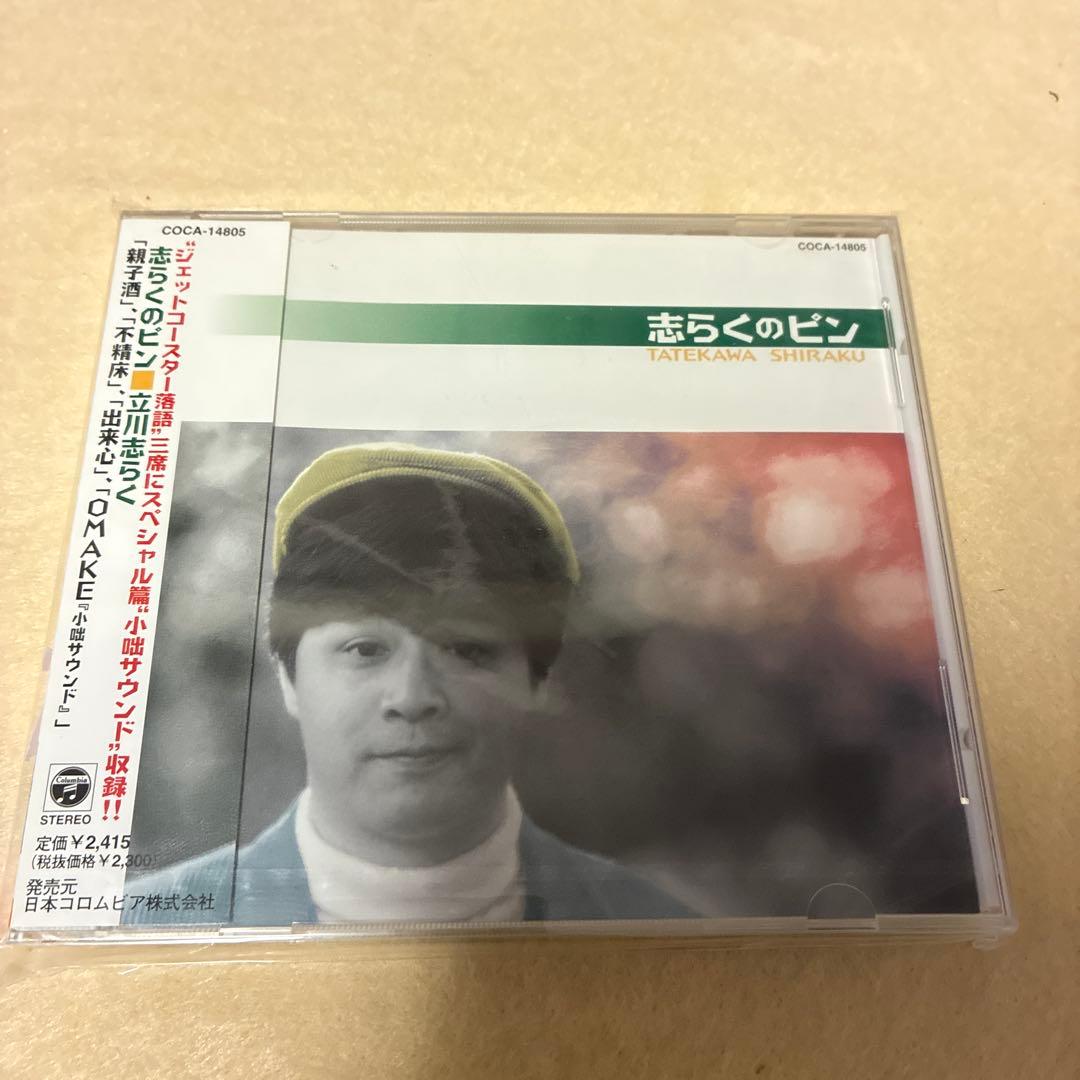 COCA-14805
"ジェットコースター落語"三席にスペシャル篇"小咄サウンド"収録!!
志らくのピン■立川志らく
「親子酒」、「不精床」、「出来心」、「OMAKE『小咄サウンド』」
Columbia
STEREO
定価￥2,415
(税抜価格￥2,300)
発売元
日本コロムビア株式会社
COCA-14805
志らくのピン
TATEKAWA SHIRAKU